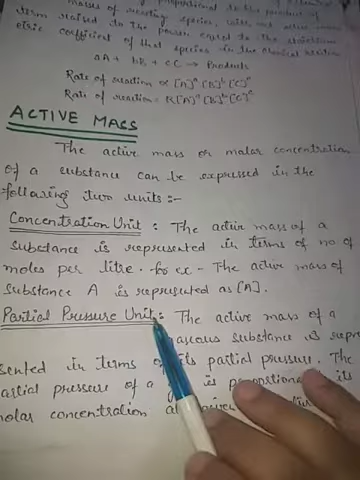 masses of reacting species, with each
term raised to the power equal to the stoichiom
etric coefficient of that species in the chemical
aA + bB + cC → Products
Rate of reaction ∝ [A]ᵃ [B]ᵇ [C]ᶜ
Rate of reaction = K[A]ᵃ [B]ᵇ [C]ᶜ
ACTIVE MASS
The active mass or molar concentration
of a substance can be expressed in the
following two units :-
Concentration Unit : The active mass of a
substance is represented in terms of no of
moles per litre. for ex - The active mass of
substance A is represented as [A].
Partial Pressure Unit : The active mass of a
gaseous substance is repre
sented in terms of its partial pressure. The
partial pressure of a is proportional its
molar concentration at